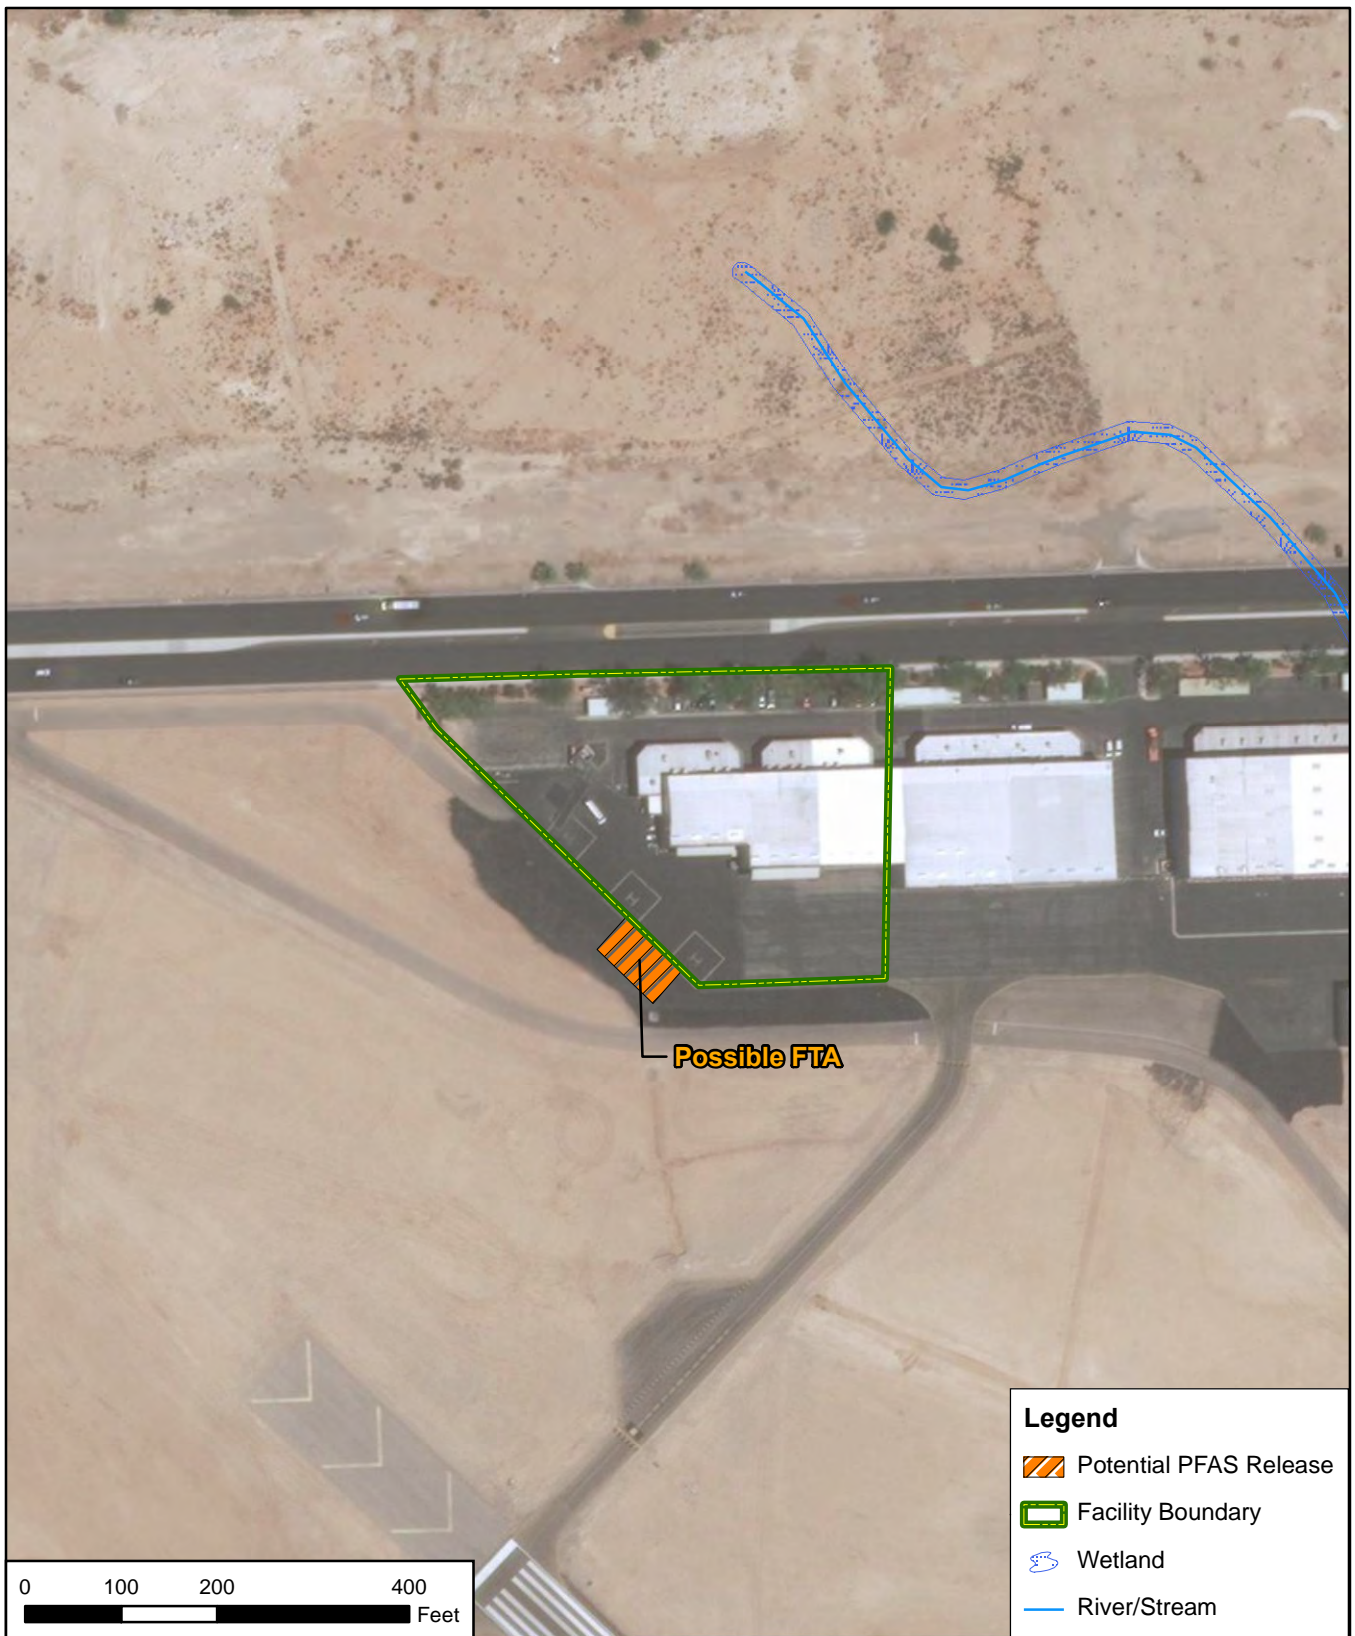 Possible FTA
Legend
Potential PFAS Release
Facility Boundary
Wetland
River/Stream
0 100 200 400
Feet
H
H